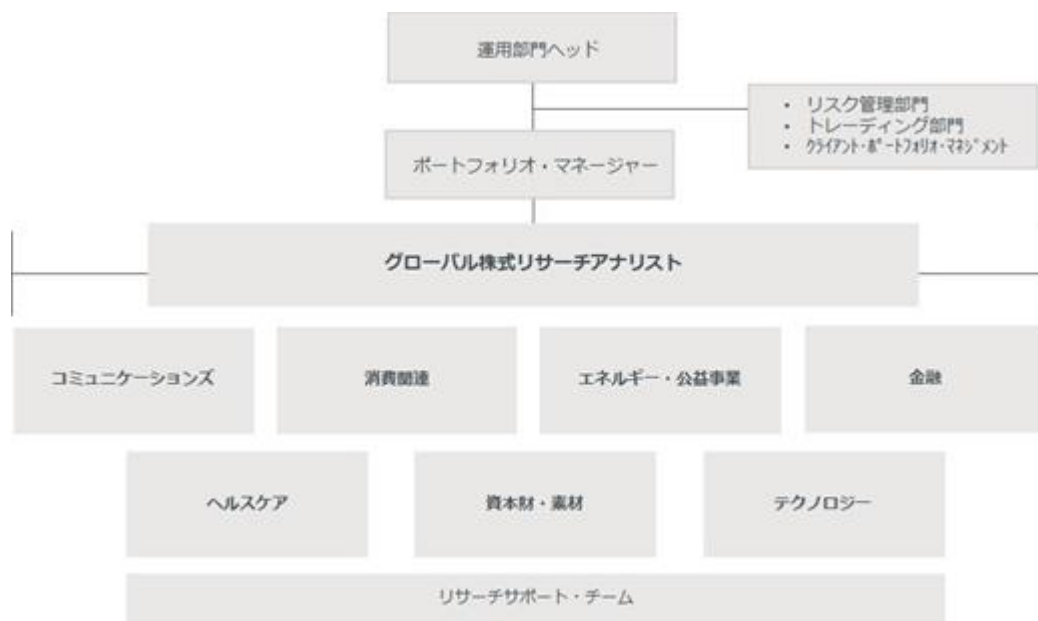 運用部門ヘッド
• リスク管理部門
• トレーディング部門
• クライアント・ポートフォリオ・マネジメント
ポートフォリオ・マネージャー
グローバル株式リサーチアナリスト
コミュニケーションズ
消費関連
エネルギー・公益事業
金融
ヘルスケア
資本財・素材
テクノロジー
リサーチサポート・チーム